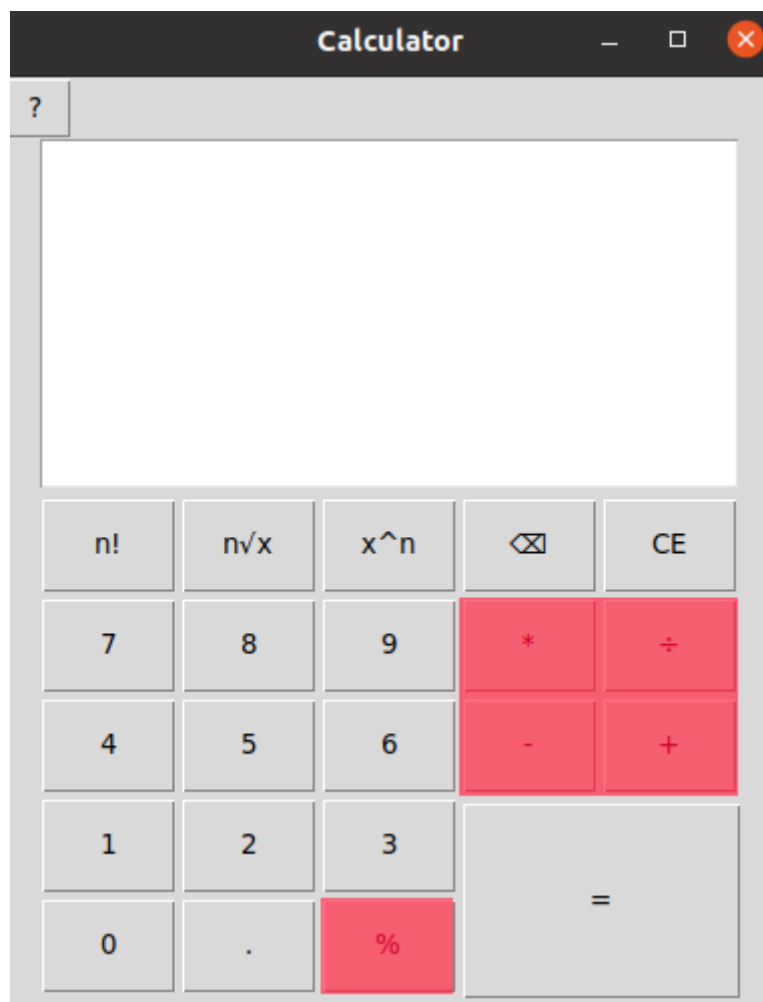 Calculator
?
n! n√x x^n ⌫ CE
7 8 9 * ÷
4 5 6 - +
1 2 3
=
0 . %